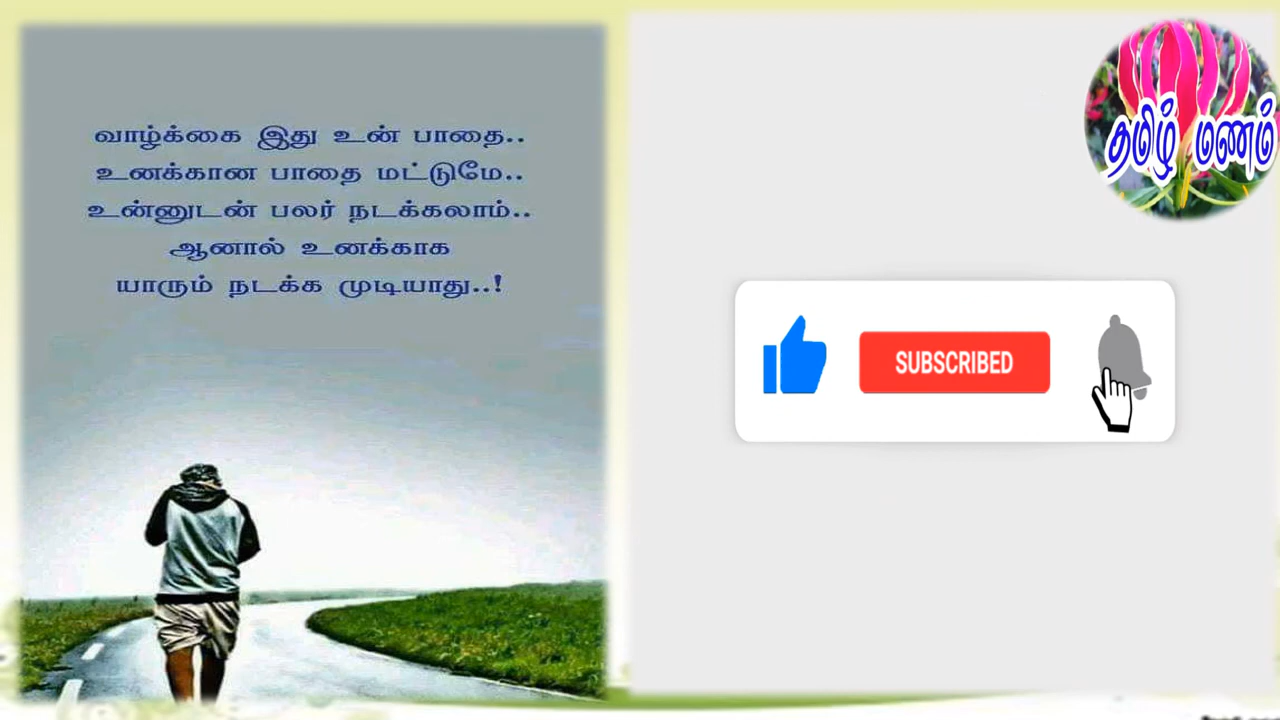 வாழ்க்கை இது உன் பாதை..
உனக்கான பாதை மட்டுமே..
உன்னுடன் பலர் நடக்கலாம்..
ஆனால் உனக்காக
யாரும் நடக்க முடியாது..!
தமிழ் மணம்
SUBSCRIBED